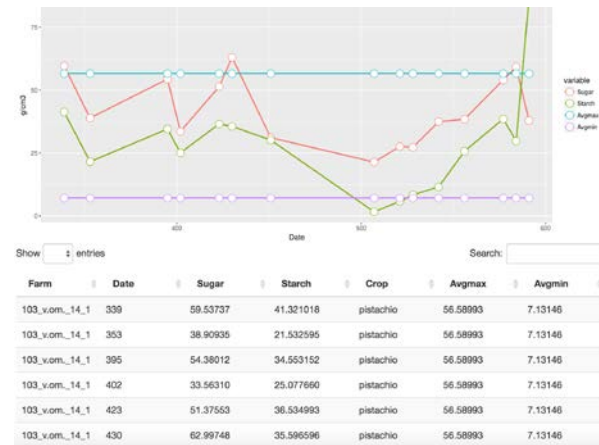 75-
50-
25-
0-
g/cm3
400
500
600
Date
variable
Sugar
Starch
Avgmax
Avgmin
Show entries
Search:
Farm Date Sugar Starch Crop Avgmax Avgmin
103_v.om._14_1 339 59.53737 41.321018 pistachio 56.58993 7.13146
103_v.om._14_1 353 38.90935 21.532595 pistachio 56.58993 7.13146
103_v.om._14_1 395 54.38012 34.553152 pistachio 56.58993 7.13146
103_v.om._14_1 402 33.56310 25.077660 pistachio 56.58993 7.13146
103_v.om._14_1 423 51.37553 36.534993 pistachio 56.58993 7.13146
103_v.om._14_1 430 62.99748 35.596596 pistachio 56.58993 7.13146